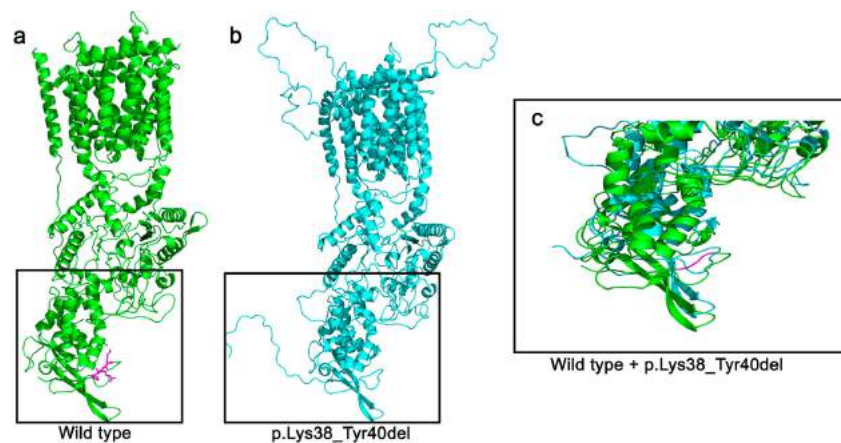 a
b
c
Wild type
p.Lys38_Tyr40del
Wild type + p.Lys38_Tyr40del